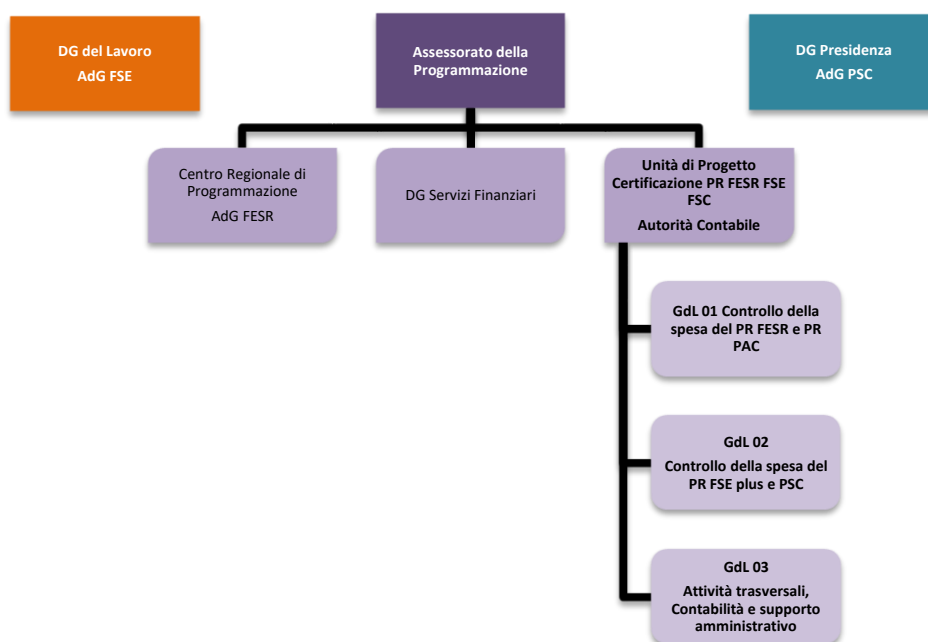 DG del Lavoro
AdG FSE
Assessorato della
Programmazione
DG Presidenza
AdG PSC
Centro Regionale di
Programmazione
AdG FESR
DG Servizi Finanziari
Unità di Progetto
Certificazione PR FESR FSE
FSC
Autorità Contabile
GdL 01 Controllo della
spesa del PR FESR e PR
PAC
GdL 02
Controllo della spesa del
PR FSE plus e PSC
GdL 03
Attività trasversali,
Contabilità e supporto
amministrativo